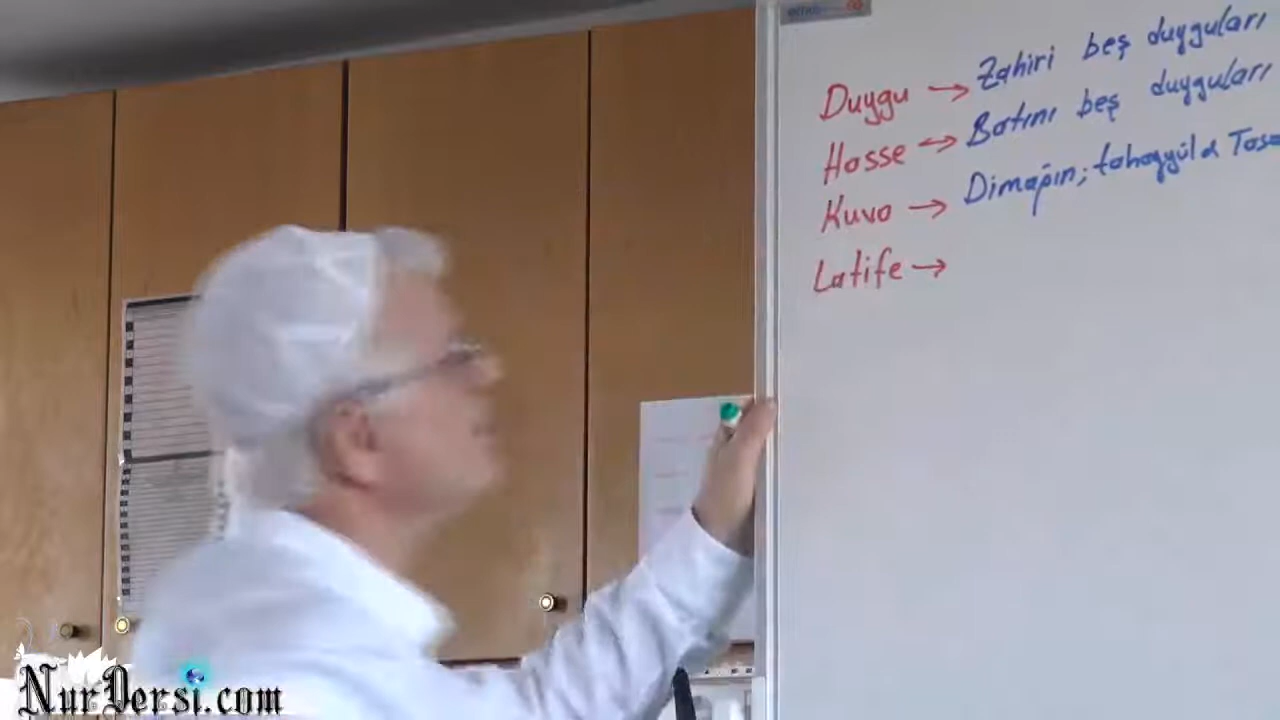 Duygu → Zahiri beş duyguları
Hasse → Batını beş duyguları
Kuva → Dimağın; tahayyül &
Latife →
NurDersi.com